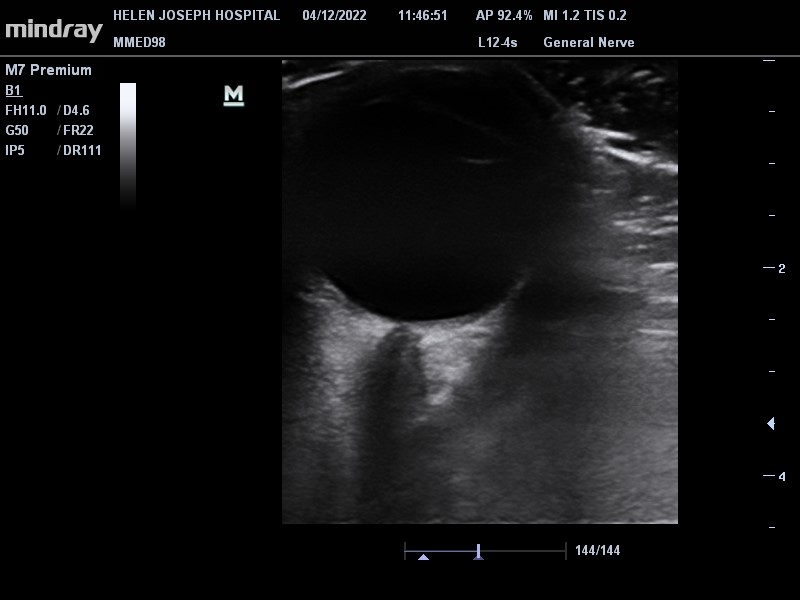 mindray HELEN JOSEPH HOSPITAL 04/12/2022 11:46:51 AP 92.4% MI 1.2 TIS 0.2
MMED98 L12-4s General Nerve
M7 Premium
B1
FH11.0 / D4.6
G50 / FR22
IP5 / DR111
M
2
4
144/144